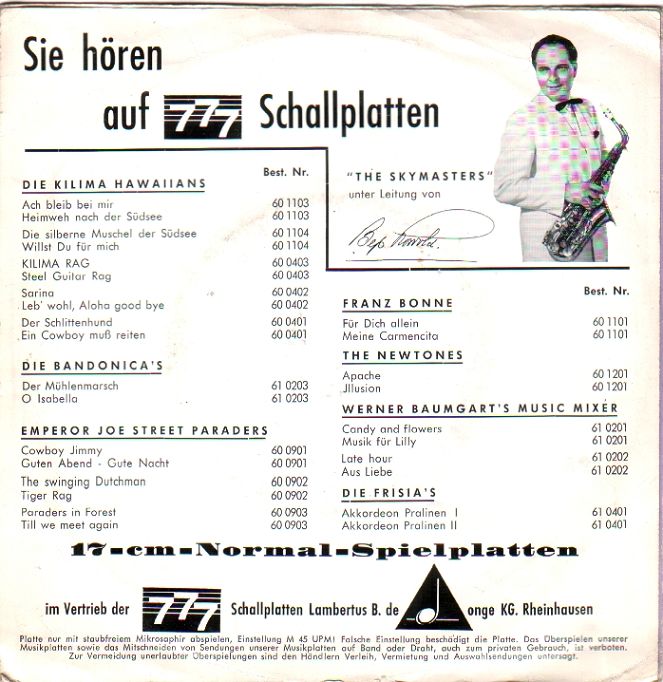 Sie hören
auf 777 Schallplatten
"THE SKYMASTERS"
unter Leitung von
Best. Nr.
DIE KILIMA HAWAIIANS
Ach bleib bei mir 60 1103
Heimweh nach der Südsee 60 1103
Die silberne Muschel der Südsee 60 1104
Willst Du für mich 60 1104
KILIMA RAG 60 0403
Steel Guitar Rag 60 0403
Sarina 60 0402
Leb' wohl, Aloha good bye 60 0402
Der Schlittenhund 60 0401
Ein Cowboy muß reiten 60 0401
DIE BANDONICA'S
Der Mühlenmarsch 61 0203
O Isabella 61 0203
EMPEROR JOE STREET PARADERS
Cowboy Jimmy 60 0901
Guten Abend - Gute Nacht 60 0901
The swinging Dutchman 60 0902
Tiger Rag 60 0902
Paraders in Forest 60 0903
Till we meet again 60 0903
Best. Nr.
FRANZ BONNE
Für Dich allein 60 1101
Meine Carmencita 60 1101
THE NEWTONES
Apache 60 1201
Jllusion 60 1201
WERNER BAUMGART'S MUSIC MIXER
Candy and flowers 61 0201
Musik für Lilly 61 0201
Late hour 61 0202
Aus Liebe 61 0202
DIE FRISIA'S
Akkordeon Pralinen I 61 0401
Akkordeon Pralinen II 61 0401
17-cm-Normal-Spielplatten
im Vertrieb der 777 Schallplatten Lambertus B. de onge KG. Rheinhausen
Platte nur mit staubfreiem Mikrosaphir abspielen, Einstellung M 45 UPM! Falsche Einstellung beschädigt die Platte. Das Überspielen unserer
Musikplatten sowie das Mitschneiden von Sendungen unserer Musikplatten auf Band oder Draht, auch zum privaten Gebrauch, ist verboten.
Zur Vermeidung unerlaubter Überspielungen sind den Händlern Verleih, Vermietung und Auswahlsendungen untersagt.